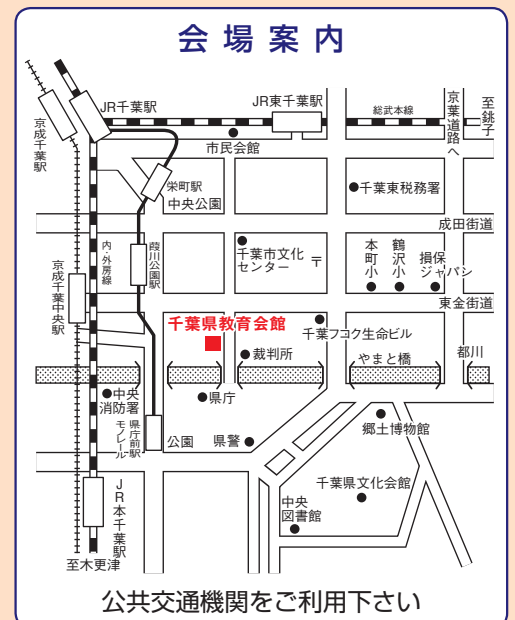 会場案内
JR千葉駅
JR東千葉駅
総武本線
京葉道路へ
至銚子
京成千葉駅
市民会館
栄町駅
中央公園
千葉東税務署
成田街道
内・外房線
葭川公園駅
千葉市文化
センター
〒
本町小
鶴沢小
損保
ジャパン
京成千葉中央駅
東金街道
千葉県教育会館
千葉フコク生命ビル
裁判所
やまと橋
都川
中央
消防署
県庁
県庁前駅
モノレール
公園
県警
郷土博物館
千葉県文化会館
中央
図書館
JR本千葉駅
至木更津
公共交通機関をご利用下さい